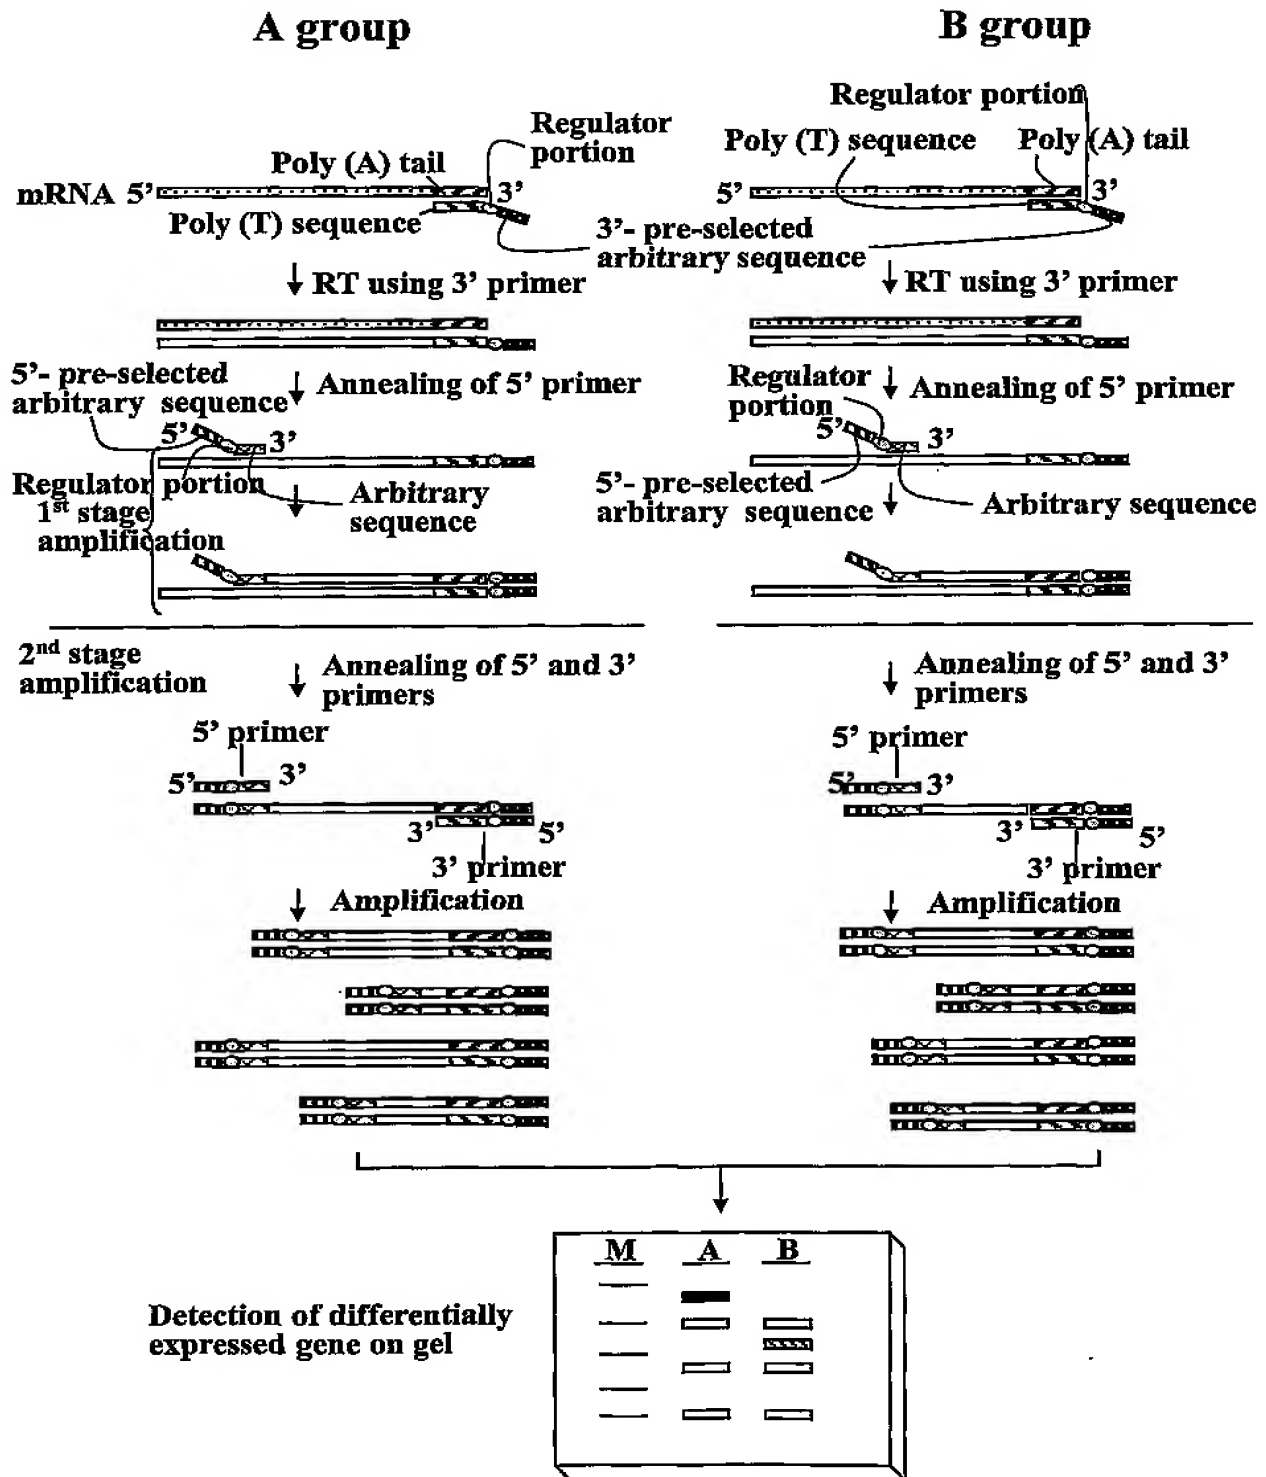 A group
mRNA 5'
Poly (A) tail
Regulator
portion
3'
Poly (T) sequence
3'- pre-selected
arbitrary sequence
RT using 3' primer
5'- pre-selected
arbitrary sequence
Annealing of 5' primer
5'
3'
Regulator portion
Arbitrary
sequence
1st stage
amplification
2nd stage
amplification
Annealing of 5' and 3'
primers
5' primer
5'
3'
3'
5'
3' primer
Amplification
B group
Regulator portion
Poly (T) sequence
Poly (A) tail
5'
3'
RT using 3' primer
Regulator
portion
Annealing of 5' primer
5'
3'
5'- pre-selected
arbitrary sequence
Arbitrary sequence
Annealing of 5' and 3'
primers
5' primer
5'
3'
3'
5'
3' primer
Amplification
M A B
Detection of differentially
expressed gene on gel